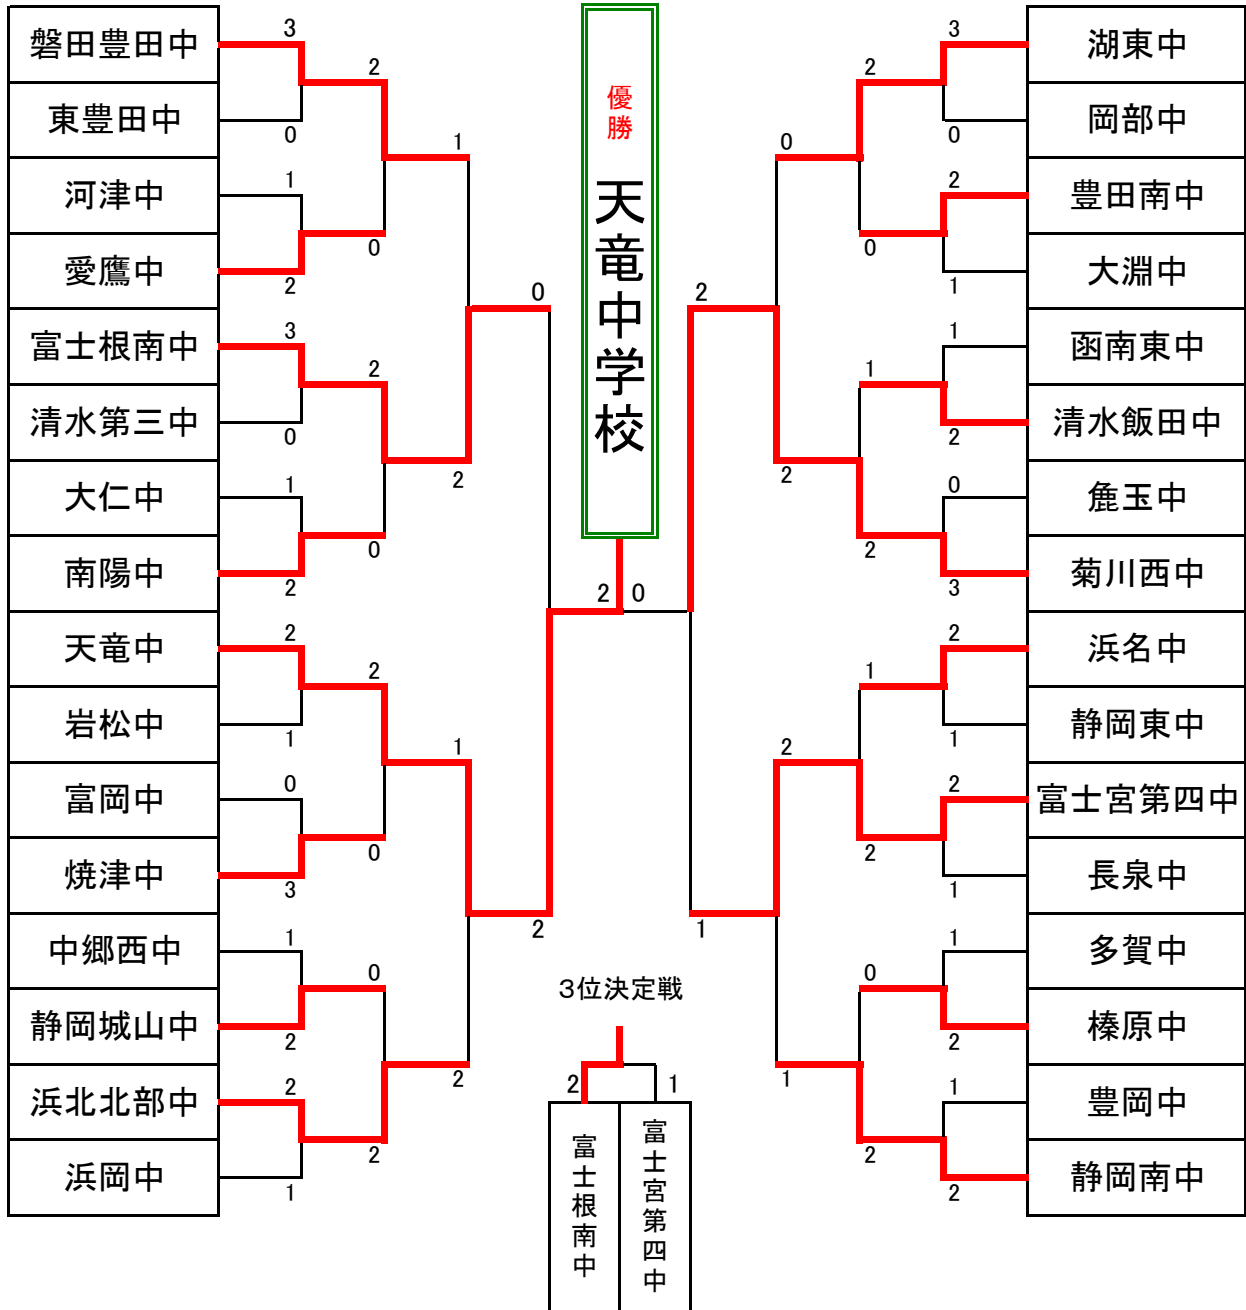 磐田豊田中
東豊田中
河津中
愛鷹中
富士根南中
清水第三中
大仁中
南陽中
天竜中
岩松中
富岡中
焼津中
中郷西中
静岡城山中
浜北北部中
浜岡中
3
0
1
2
3
0
1
2
2
1
0
3
1
2
2
1
2
0
2
0
2
0
0
2
1
2
1
2
0
2
優勝
天竜中学校
2
0
3位決定戦
2
1
富士根南中
富士宮第四中
2
1
0
2
2
1
2
0
1
2
1
2
0
2
3
0
2
1
1
2
0
3
2
1
2
1
1
2
1
2
湖東中
岡部中
豊田南中
大淵中
函南東中
清水飯田中
麁玉中
菊川西中
浜名中
静岡東中
富士宮第四中
長泉中
多賀中
榛原中
豊岡中
静岡南中